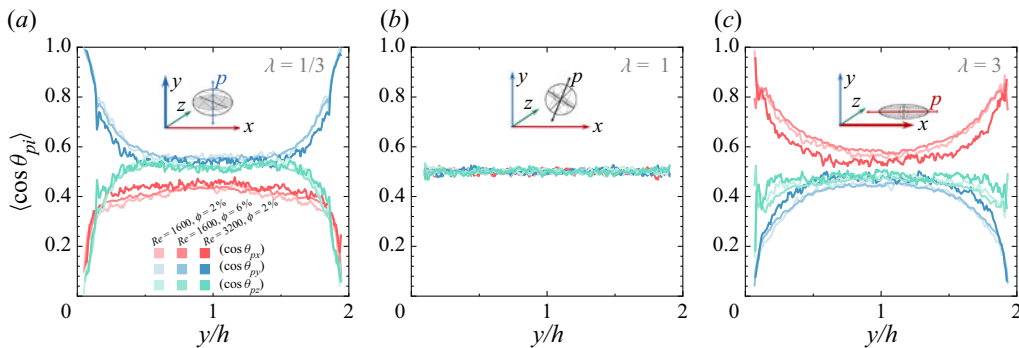 (a)
(b)
(c)
1.0
0.8
0.6
0.4
0.2
0
1
2
y/h
⟨cos θpi⟩
λ = 1/3
y
p
z
x
Re = 1600, ϕ = 2 %
Re = 1600, ϕ = 6 %
Re = 3200, ϕ = 2 %
(cos θpx)
(cos θpy)
(cos θpz)
1.0
0.8
0.6
0.4
0.2
0
1
2
y/h
λ = 1
y
p
z
x
1.0
0.8
0.6
0.4
0.2
0
1
2
y/h
λ = 3
y
z
p
x